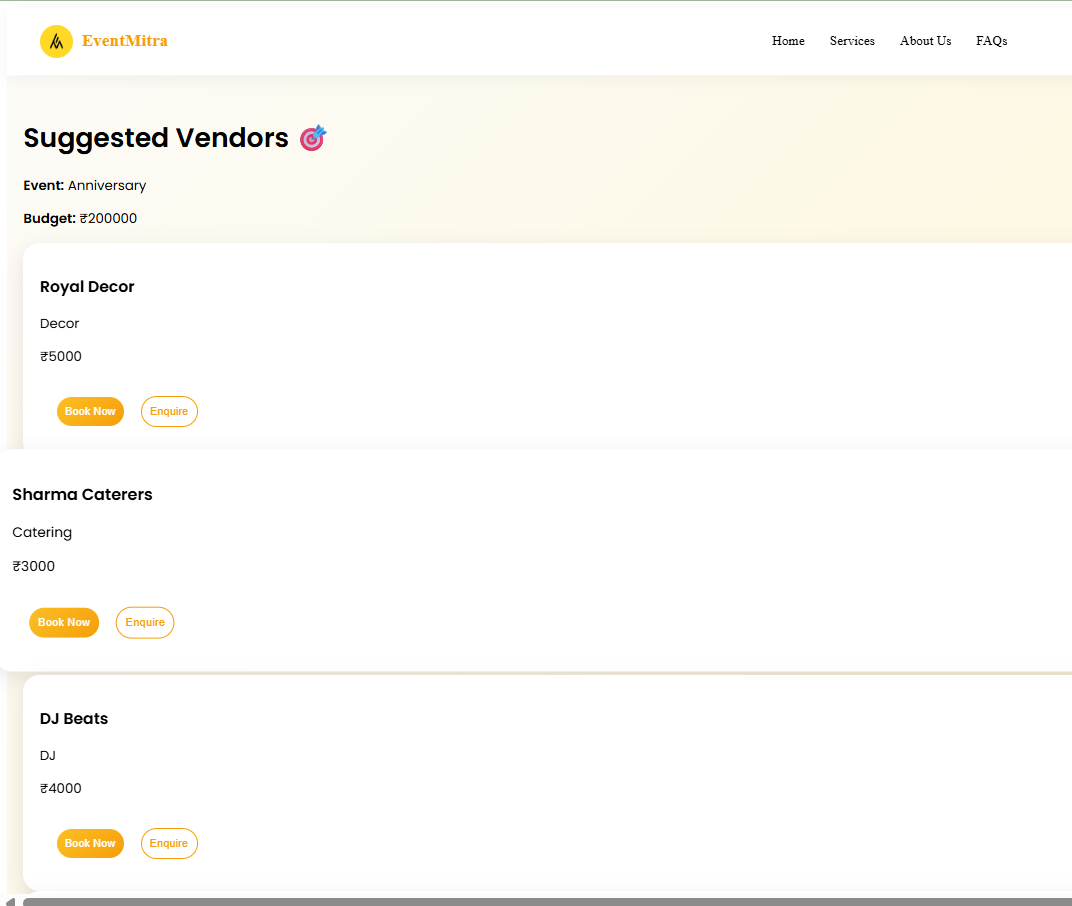 EventMitra
Home Services About Us FAQs
Suggested Vendors 🎯
Event: Anniversary
Budget: ₹200000
Royal Decor
Decor
₹5000
Book Now Enquire
Sharma Caterers
Catering
₹3000
Book Now Enquire
DJ Beats
DJ
₹4000
Book Now Enquire